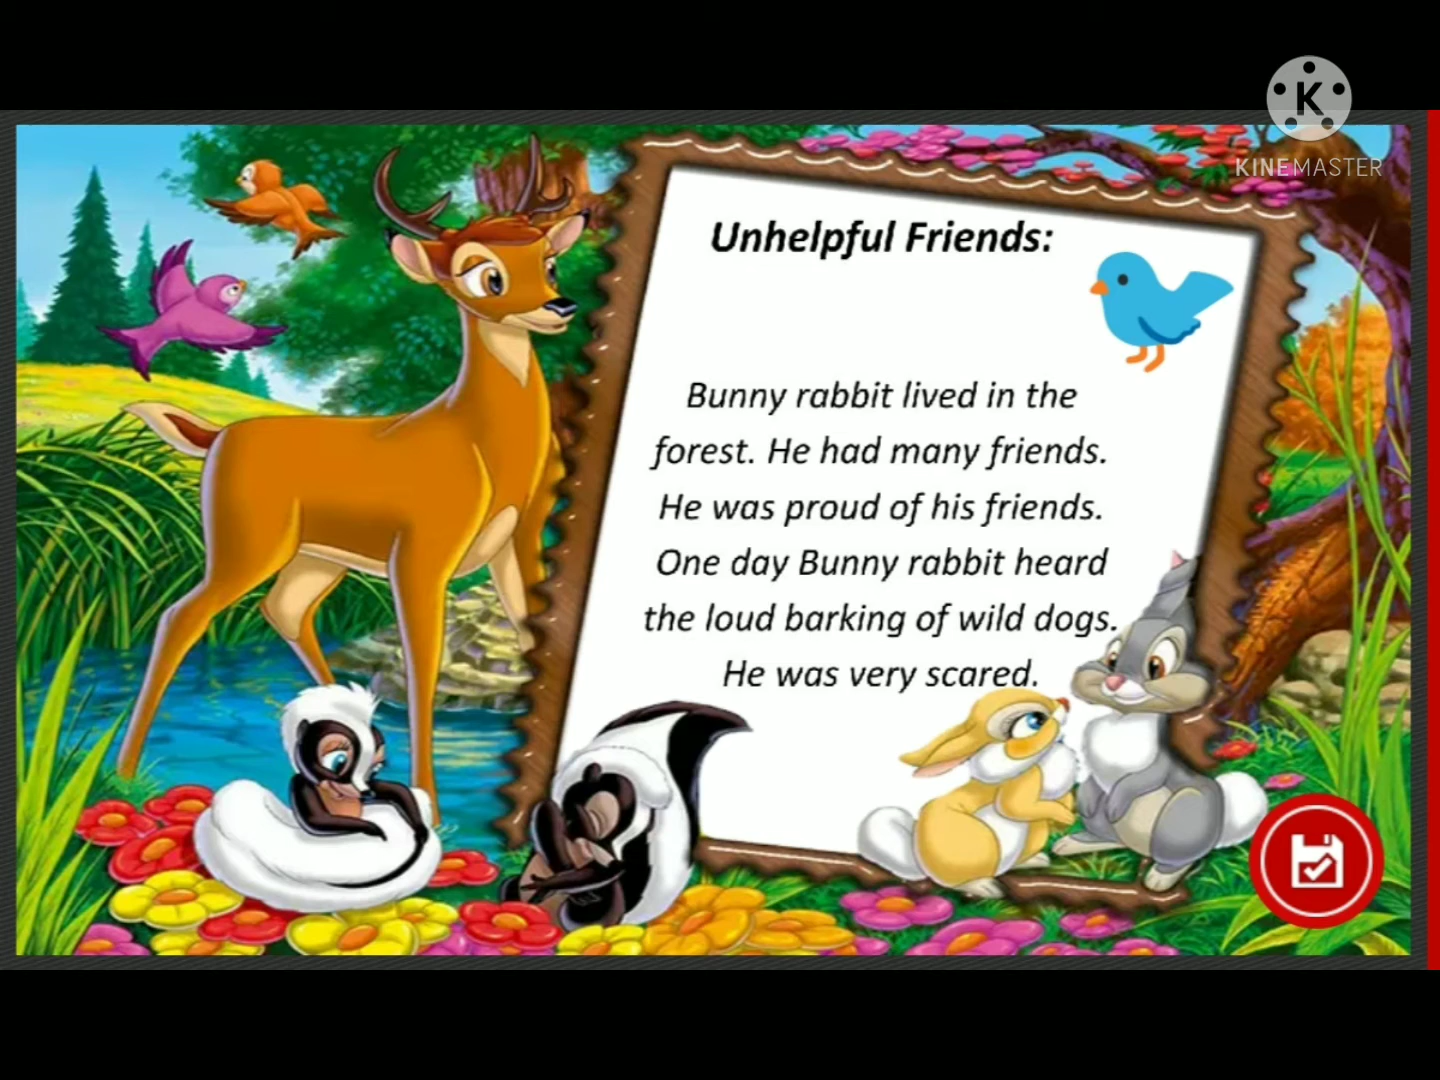 K
KINEMASTER
Unhelpful Friends:
Bunny rabbit lived in the
forest. He had many friends.
He was proud of his friends.
One day Bunny rabbit heard
the loud barking of wild dogs.
He was very scared.